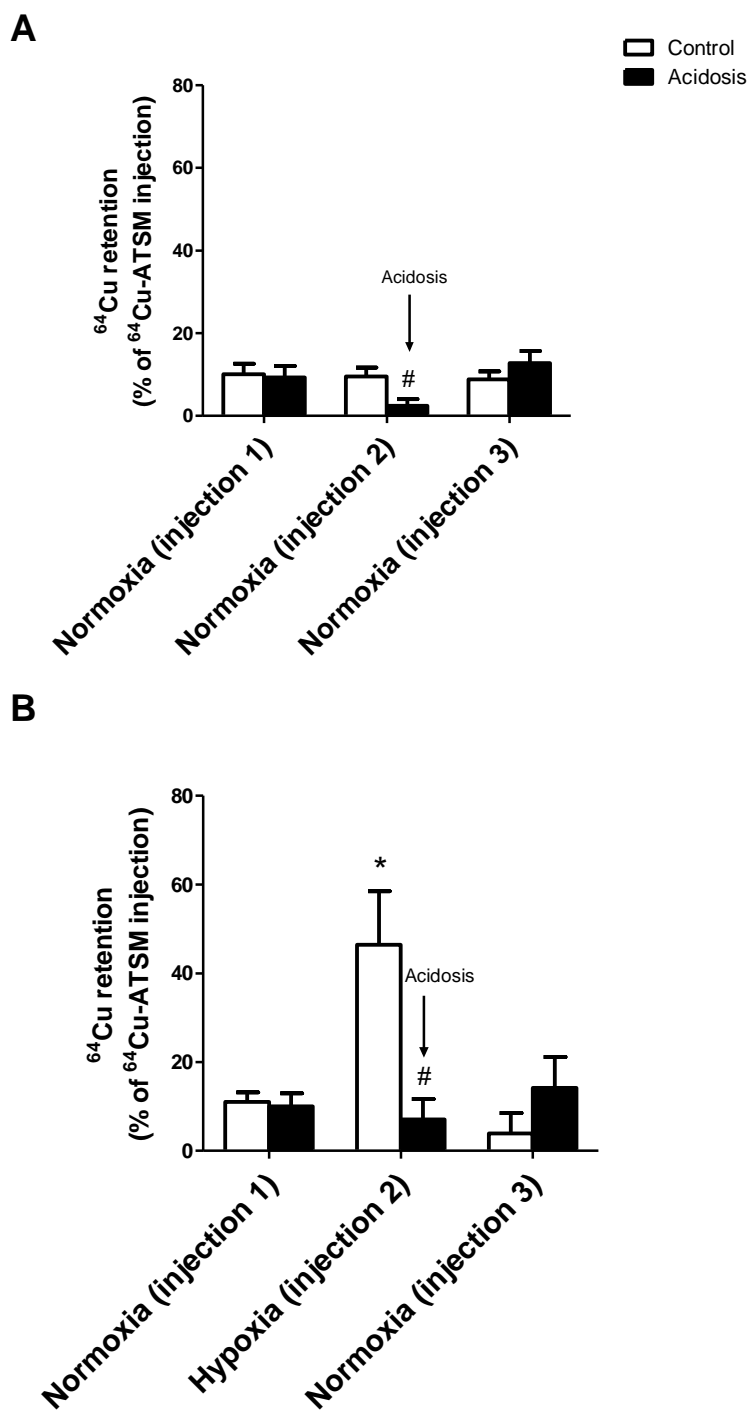 A
Control
Acidosis
⁶⁴Cu retention
(% of ⁶⁴Cu-ATSM injection)
80
60
40
20
0
Acidosis
#
Normoxia (injection 1)
Normoxia (injection 2)
Normoxia (injection 3)
B
⁶⁴Cu retention
(% of ⁶⁴Cu-ATSM injection)
80
60
40
20
0
*
Acidosis
#
Normoxia (injection 1)
Hypoxia (injection 2)
Normoxia (injection 3)